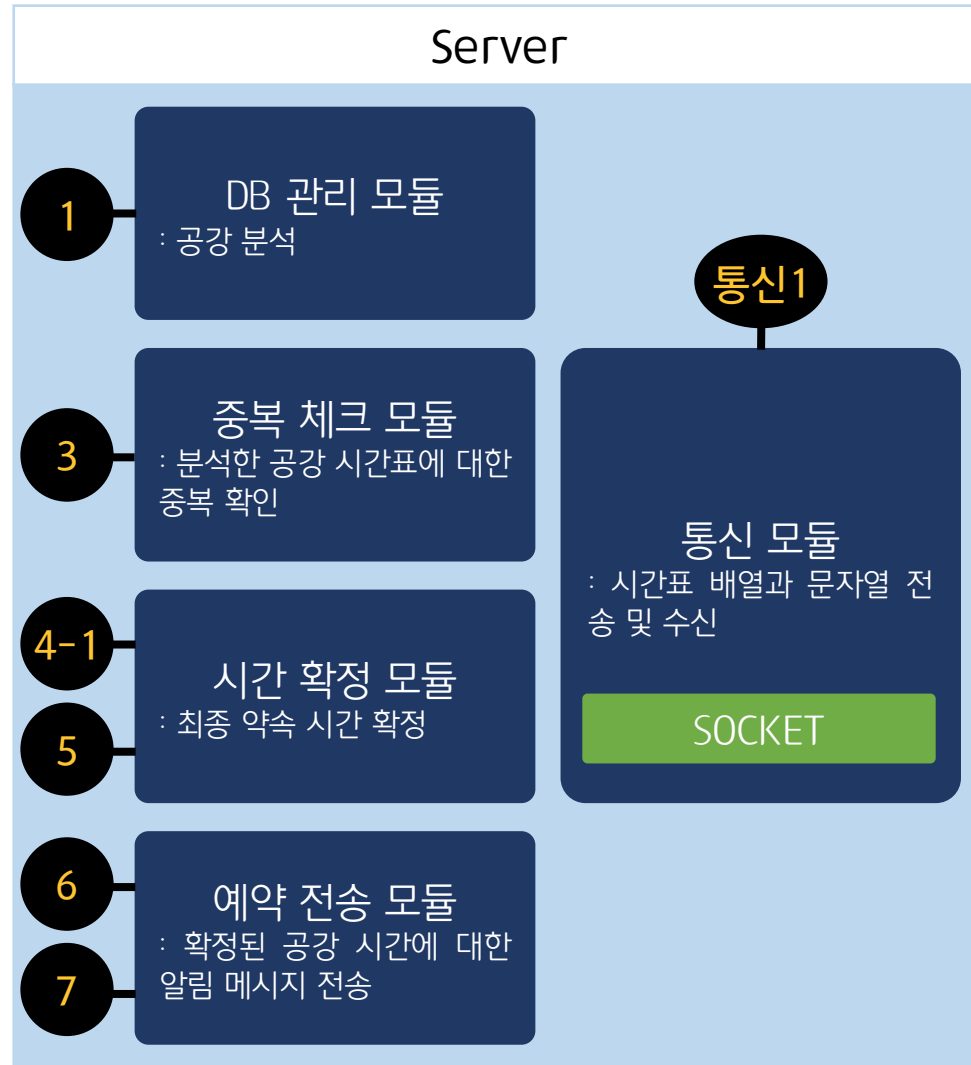 Server
1
DB 관리 모듈
: 공강 분석
3
중복 체크 모듈
: 분석한 공강 시간표에 대한
중복 확인
4-1
5
시간 확정 모듈
: 최종 약속 시간 확정
6
7
예약 전송 모듈
: 확정된 공강 시간에 대한
알림 메시지 전송
통신1
통신 모듈
: 시간표 배열과 문자열 전
송 및 수신
SOCKET